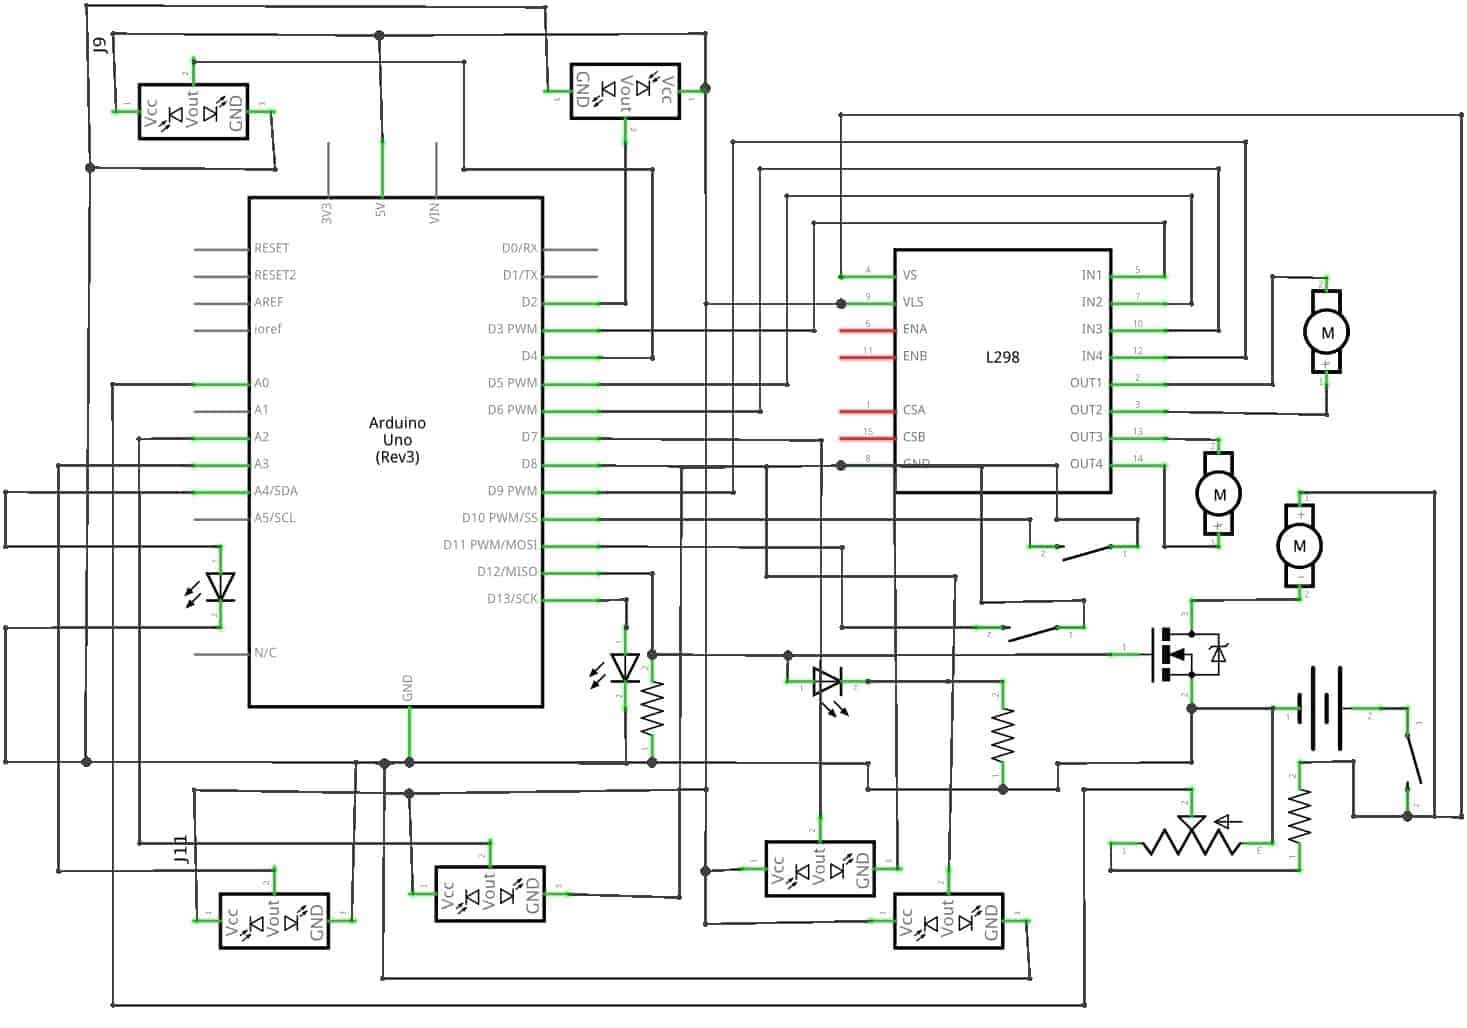 J9
Vcc
Vout
GND
1
2
3
GND
Vout
Vcc
3V3
5V
VIN
RESET
RESET2
AREF
ioref
A0
A1
A2
A3
A4/SDA
A5/SCL
N/C
Arduino
Uno
(Rev3)
GND
D0/RX
D1/TX
D2
D3 PWM
D4
D5 PWM
D6 PWM
D7
D8
D9 PWM
D10 PWM/SS
D11 PWM/MOSI
D12/MISO
D13/SCK
4 VS
9 VLS
6 ENA
11 ENB
1 CSA
15 CSB
8 GND
L298
IN1 5
IN2 7
IN3 10
IN4 12
OUT1 2
OUT2 3
OUT3 13
OUT4 14
M
+
M
+
+
M
-
J11
Vcc
Vout
GND
Vcc
Vout
GND
Vcc
Vout
GND
Vcc
Vout
GND